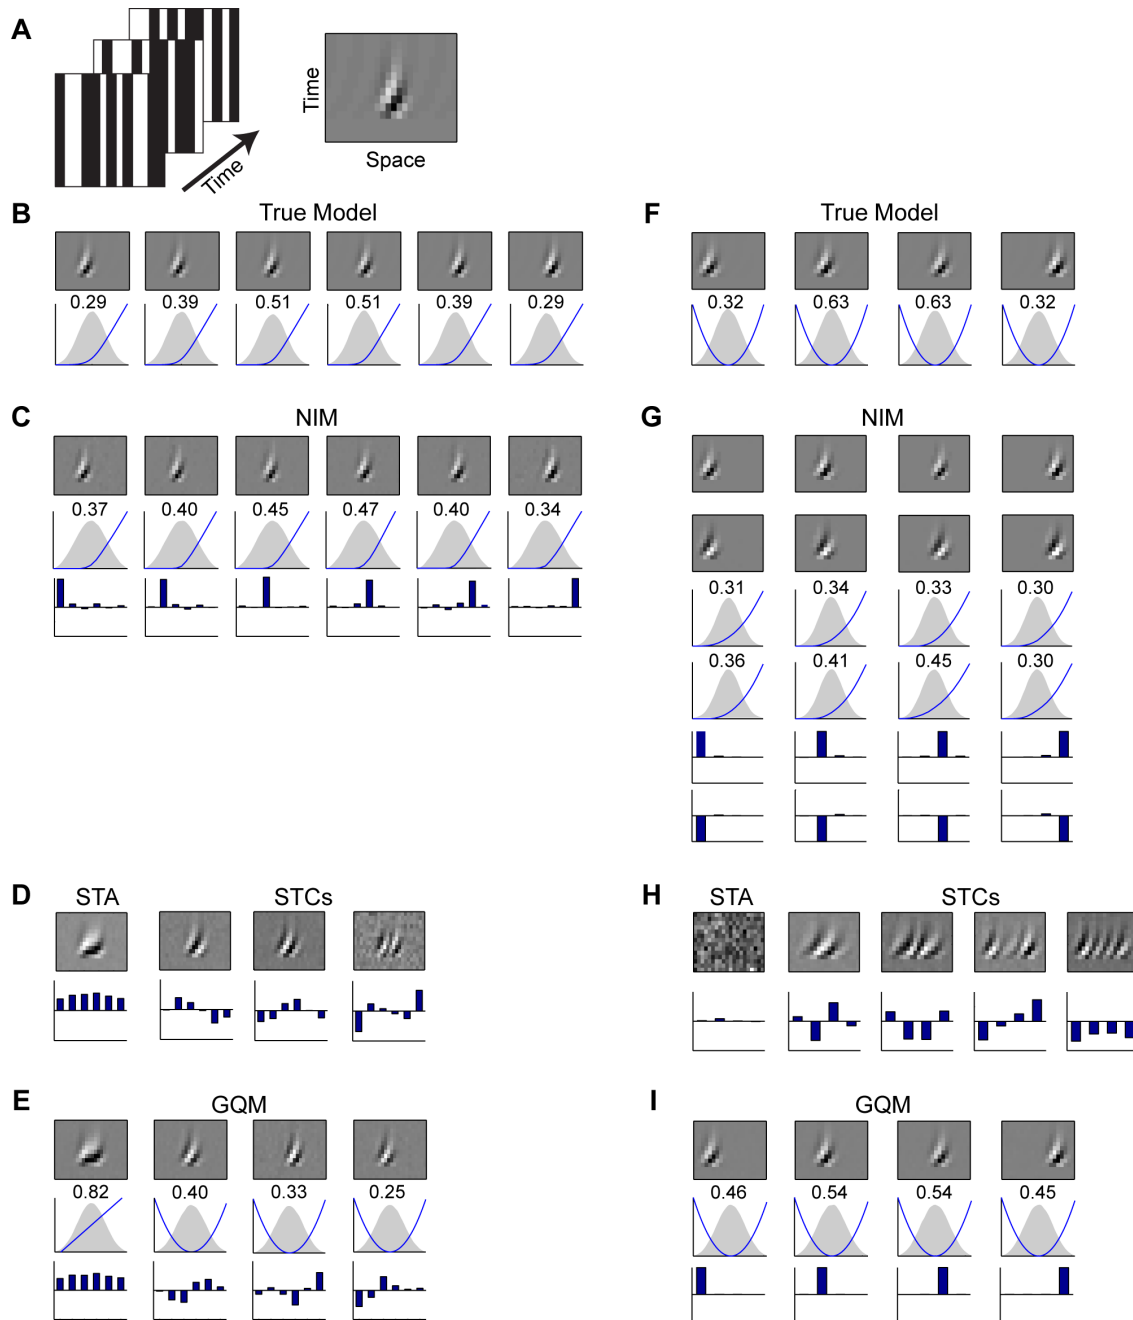 A
Time
Time
Space
B
True Model
0.29 0.39 0.51 0.51 0.39 0.29
C
NIM
0.37 0.40 0.45 0.47 0.40 0.34
D
STA STCs
E
GQM
0.82 0.40 0.33 0.25
F
True Model
0.32 0.63 0.63 0.32
G
NIM
0.31 0.34 0.33 0.30
0.36 0.41 0.45 0.30
H
STA STCs
I
GQM
0.46 0.54 0.54 0.45